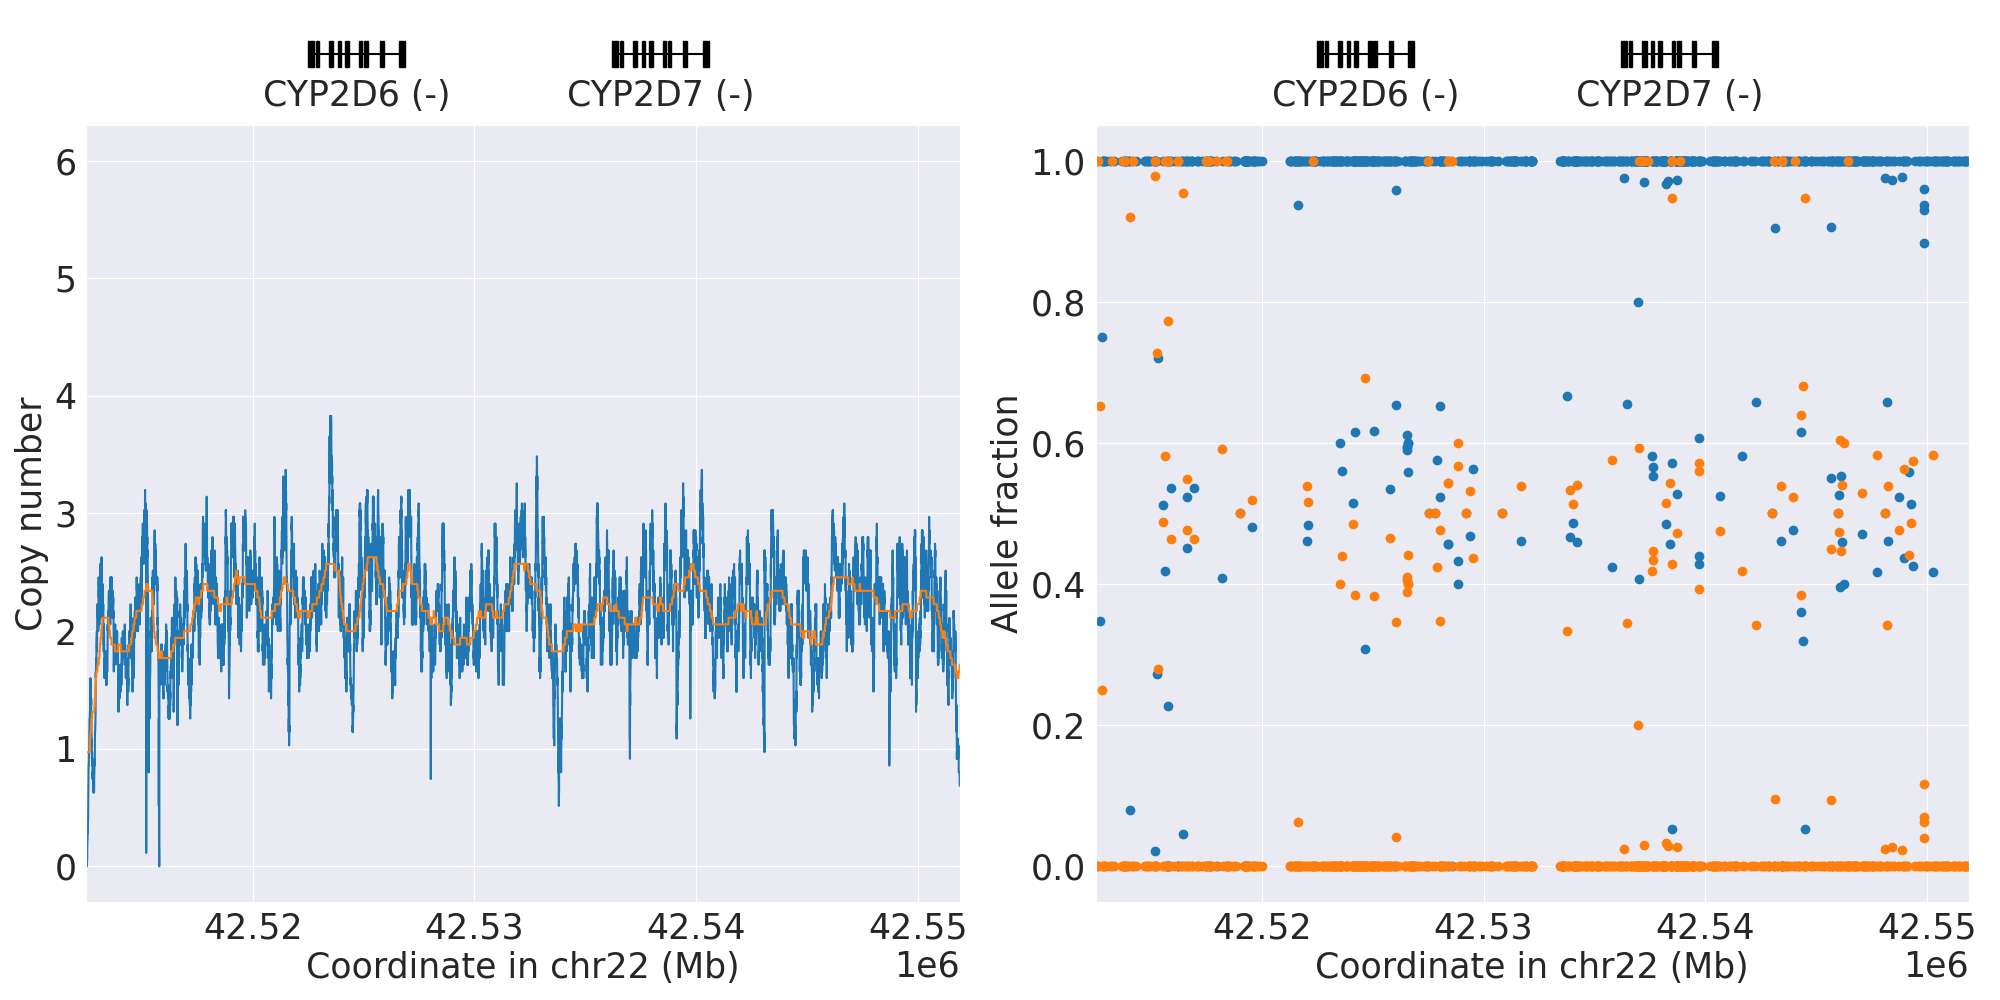 CYP2D6 (-) CYP2D7 (-)
Copy number
6
5
4
3
2
1
0
42.52 42.53 42.54 42.55
Coordinate in chr22 (Mb) 1e6
CYP2D6 (-) CYP2D7 (-)
Allele fraction
1.0
0.8
0.6
0.4
0.2
0.0
42.52 42.53 42.54 42.55
Coordinate in chr22 (Mb) 1e6